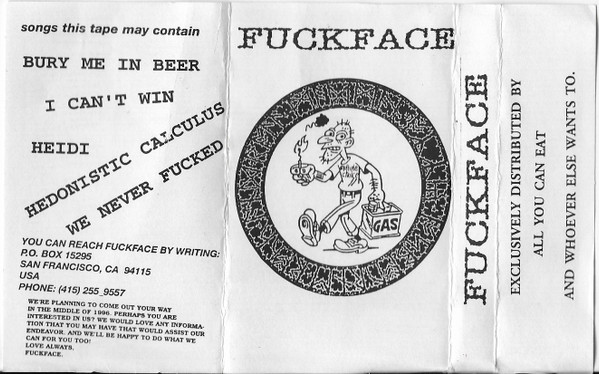 songs this tape may contain
BURY ME IN BEER
I CAN'T WIN
HEIDI
HEDONISTIC CALCULUS
WE NEVER FUCKED
YOU CAN REACH FUCKFACE BY WRITING:
P.O. BOX 15295
SAN FRANCISCO, CA 94115
USA
PHONE: (415) 255_9557
WE'RE PLANNING TO COME OUT YOUR WAY
IN THE MIDDLE OF 1996. PERHAPS YOU ARE
INTERESTED IN US? WE WOULD LOVE ANY INFORMA-
TION THAT YOU MAY HAVE THAT WOULD ASSIST OUR
ENDEAVOR. AND WE'LL BE HAPPY TO DO WHAT WE
CAN FOR YOU TOO!
LOVE ALWAYS.
FUCKFACE.
FUCKFACE
GAS
FUCKFACE
EXCLUSIVELY DISTRIBUTED BY
ALL YOU CAN EAT
AND WHOEVER ELSE WANTS TO.